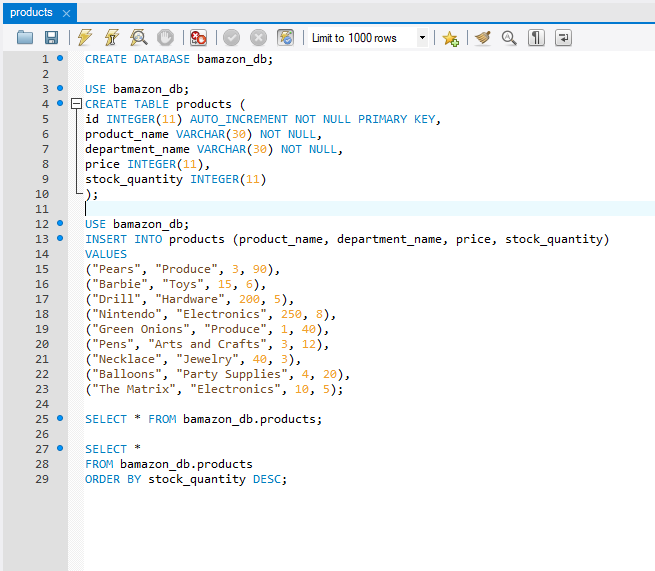 products
Limit to 1000 rows
1 CREATE DATABASE bamazon_db;
2
3 USE bamazon_db;
4 CREATE TABLE products (
5 id INTEGER(11) AUTO_INCREMENT NOT NULL PRIMARY KEY,
6 product_name VARCHAR(30) NOT NULL,
7 department_name VARCHAR(30) NOT NULL,
8 price INTEGER(11),
9 stock_quantity INTEGER(11)
10 );
11
12 USE bamazon_db;
13 INSERT INTO products (product_name, department_name, price, stock_quantity)
14 VALUES
15 ("Pears", "Produce", 3, 90),
16 ("Barbie", "Toys", 15, 6),
17 ("Drill", "Hardware", 200, 5),
18 ("Nintendo", "Electronics", 250, 8),
19 ("Green Onions", "Produce", 1, 40),
20 ("Pens", "Arts and Crafts", 3, 12),
21 ("Necklace", "Jewelry", 40, 3),
22 ("Balloons", "Party Supplies", 4, 20),
23 ("The Matrix", "Electronics", 10, 5);
24
25 SELECT * FROM bamazon_db.products;
26
27 SELECT *
28 FROM bamazon_db.products
29 ORDER BY stock_quantity DESC;